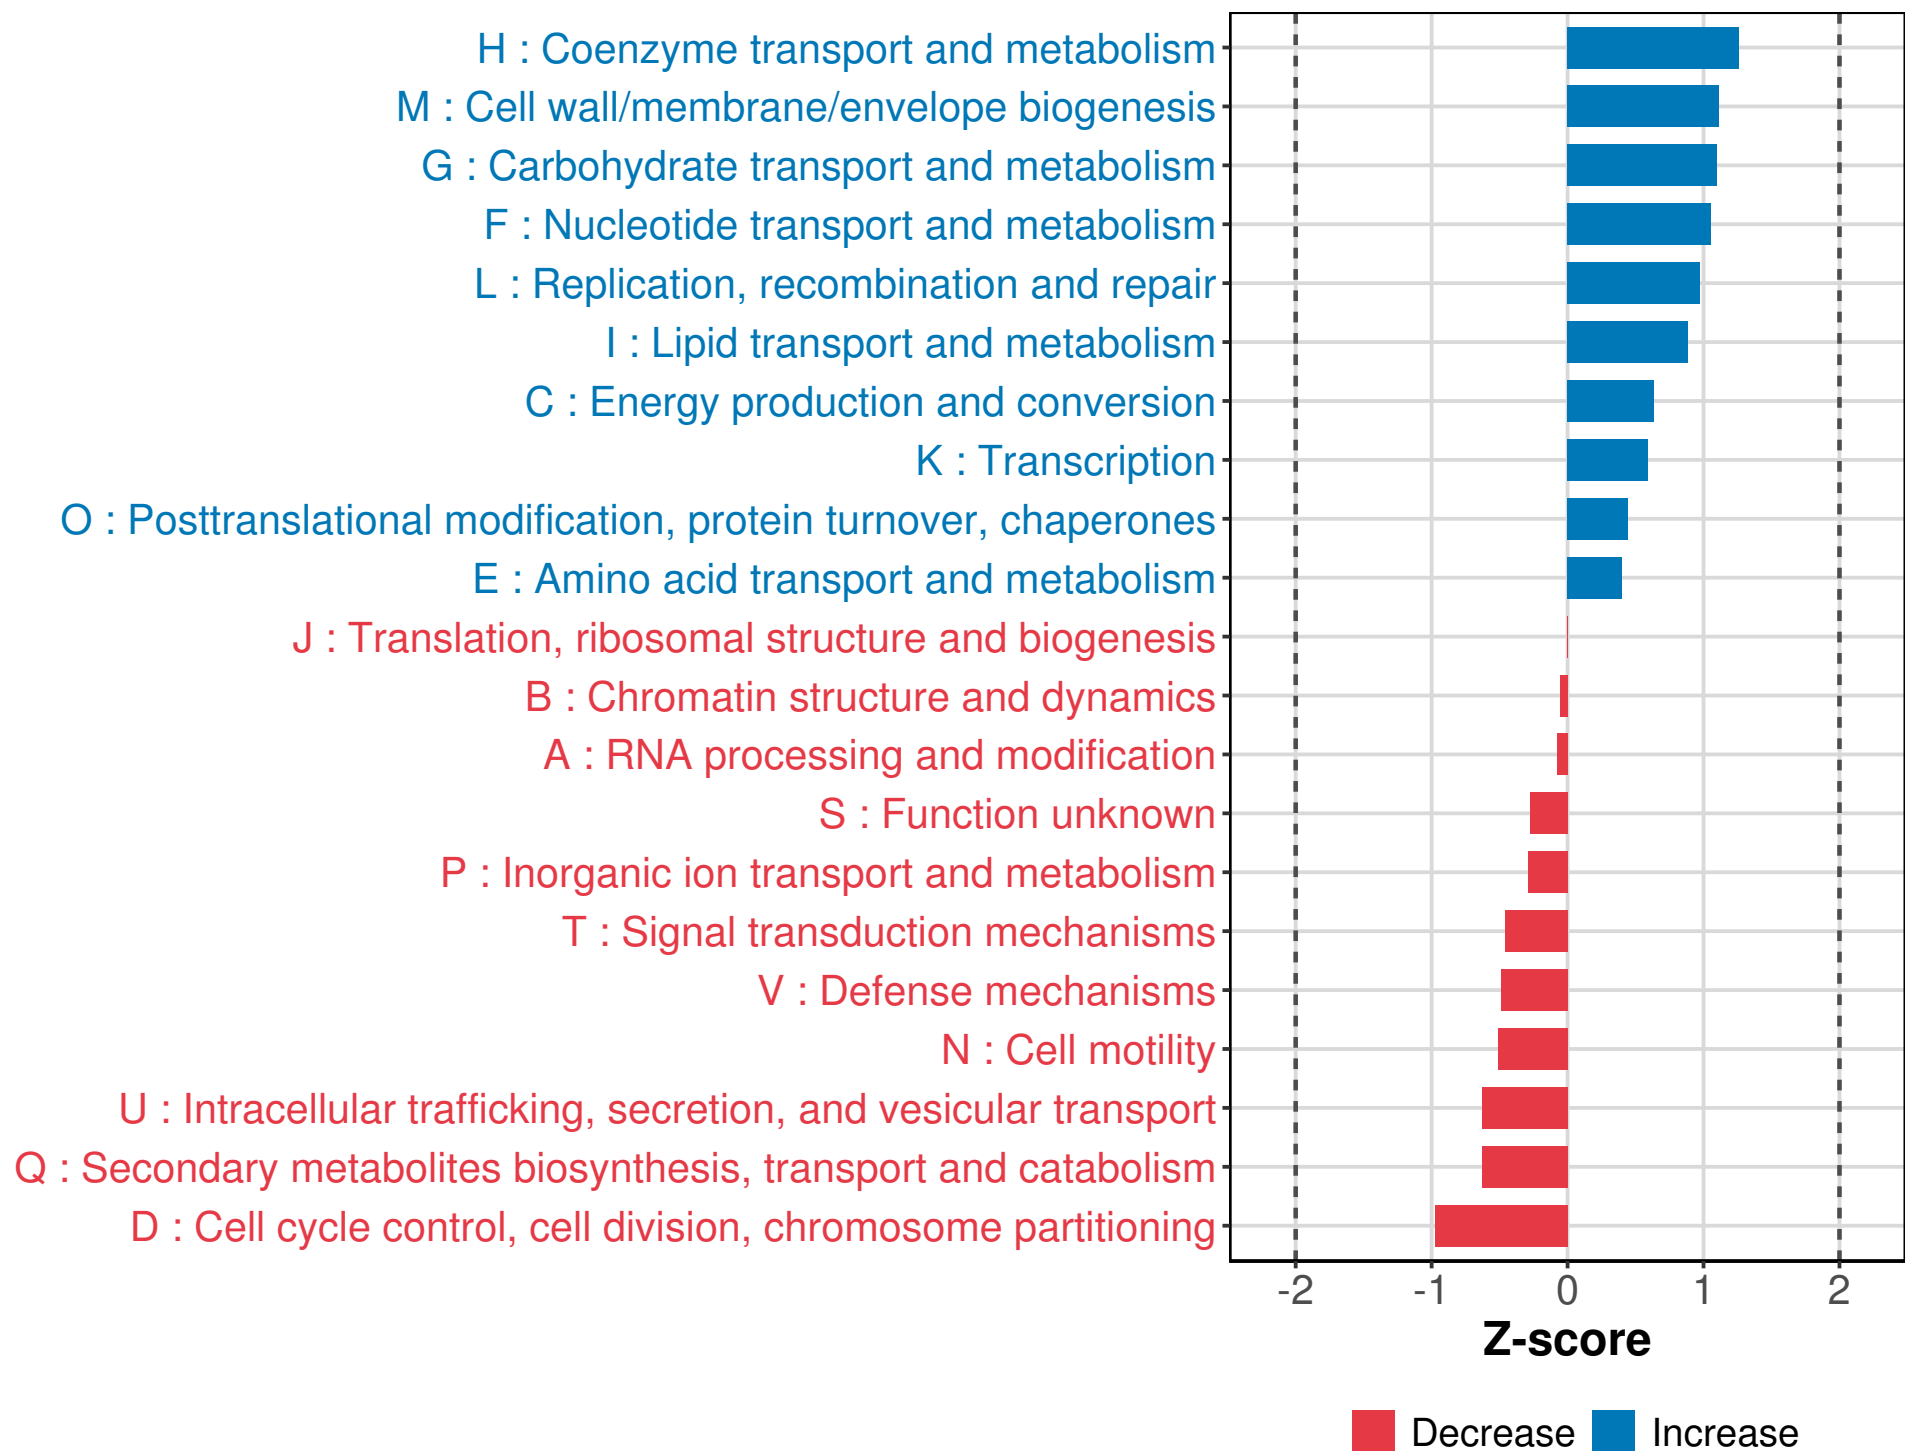 H : Coenzyme transport and metabolism
M : Cell wall/membrane/envelope biogenesis
G : Carbohydrate transport and metabolism
F : Nucleotide transport and metabolism
L : Replication, recombination and repair
I : Lipid transport and metabolism
C : Energy production and conversion
K : Transcription
O : Posttranslational modification, protein turnover, chaperones
E : Amino acid transport and metabolism
J : Translation, ribosomal structure and biogenesis
B : Chromatin structure and dynamics
A : RNA processing and modification
S : Function unknown
P : Inorganic ion transport and metabolism
T : Signal transduction mechanisms
V : Defense mechanisms
N : Cell motility
U : Intracellular trafficking, secretion, and vesicular transport
Q : Secondary metabolites biosynthesis, transport and catabolism
D : Cell cycle control, cell division, chromosome partitioning
-2 -1 0 1 2
Z-score
Decrease Increase